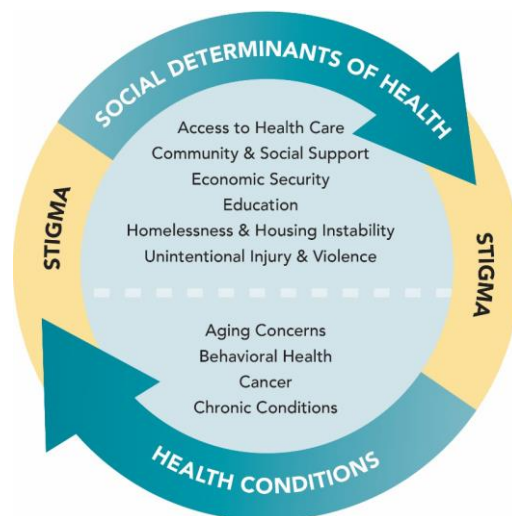 SOCIAL DETERMINANTS OF HEALTH
Access to Health Care
Community & Social Support
Economic Security
Education
Homelessness & Housing Instability
Unintentional Injury & Violence
STIGMA
STIGMA
Aging Concerns
Behavioral Health
Cancer
Chronic Conditions
HEALTH CONDITIONS